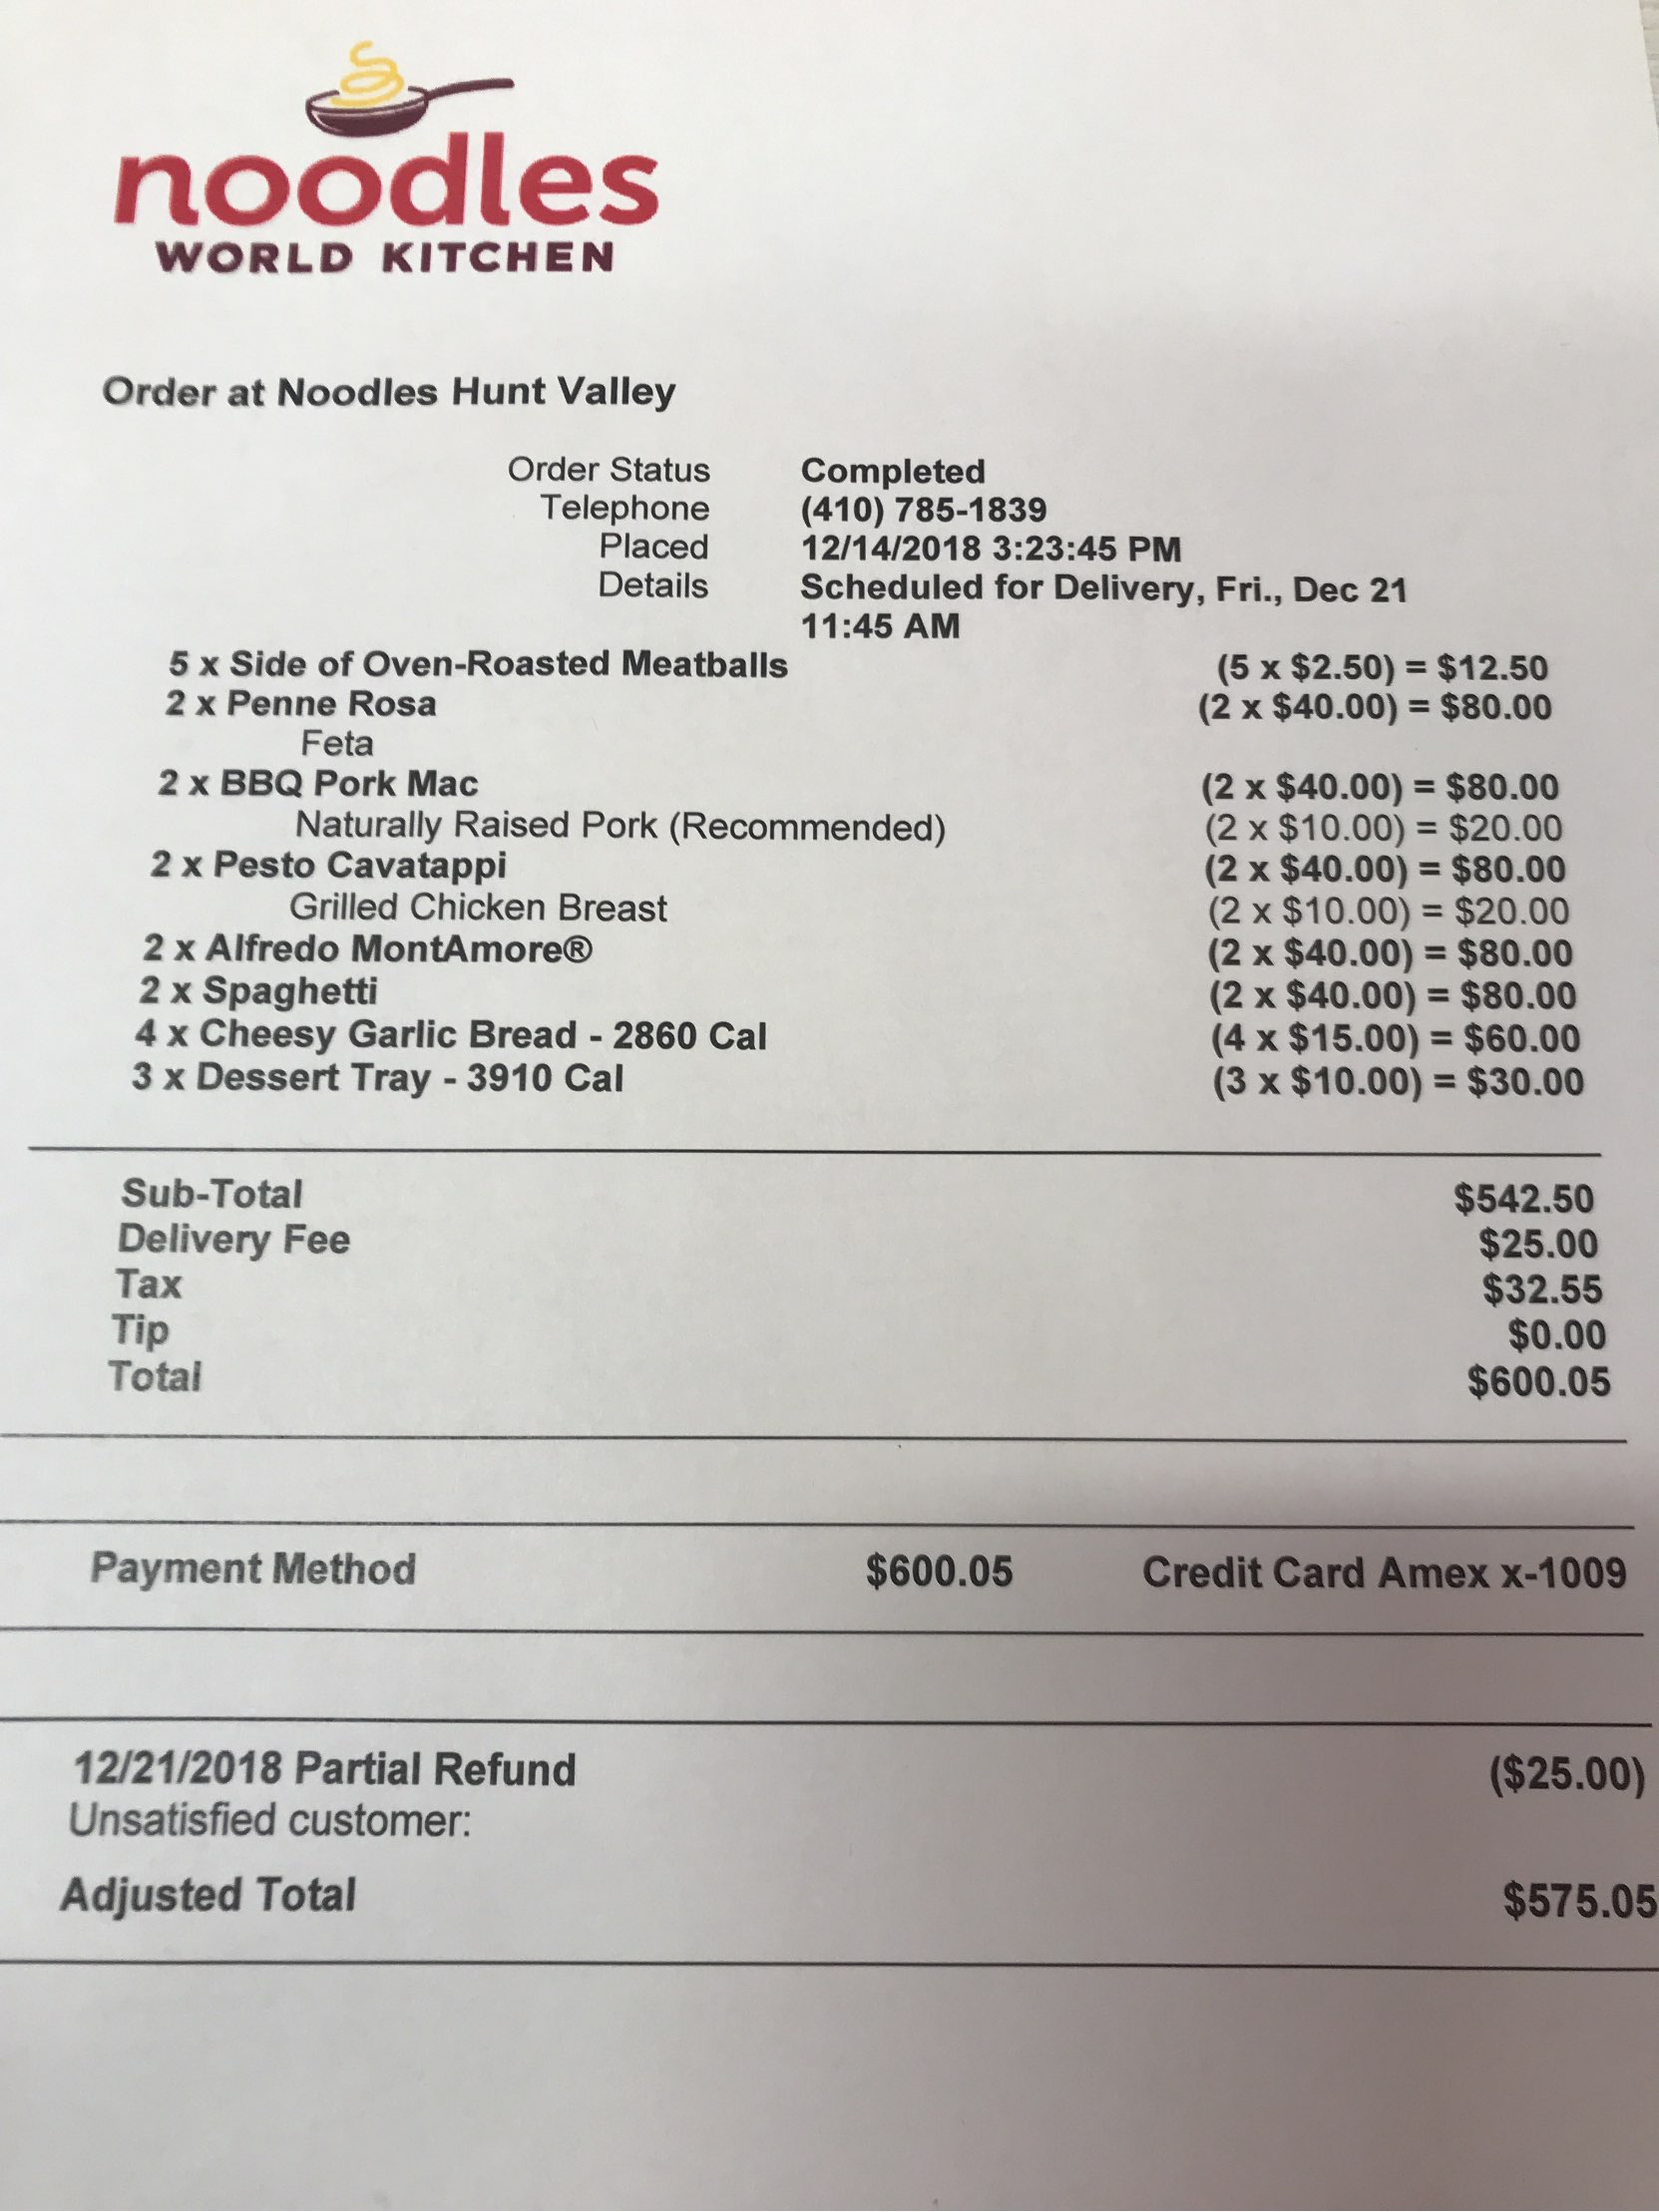 noodles
WORLD KITCHEN
Order at Noodles Hunt Valley
Order Status Completed
Telephone (410) 785-1839
Placed 12/14/2018 3:23:45 PM
Details Scheduled for Delivery, Fri., Dec 21
11:45 AM
5 x Side of Oven-Roasted Meatballs (5 x $2.50) = $12.50
2 x Penne Rosa (2 x $40.00) = $80.00
Feta
2 x BBQ Pork Mac (2 x $40.00) = $80.00
Naturally Raised Pork (Recommended) (2 x $10.00) = $20.00
2 x Pesto Cavatappi (2 x $40.00) = $80.00
Grilled Chicken Breast (2 x $10.00) = $20.00
2 x Alfredo MontAmore® (2 x $40.00) = $80.00
2 x Spaghetti (2 x $40.00) = $80.00
4 x Cheesy Garlic Bread - 2860 Cal (4 x $15.00) = $60.00
3 x Dessert Tray - 3910 Cal (3 x $10.00) = $30.00
Sub-Total $542.50
Delivery Fee $25.00
Tax $32.55
Tip $0.00
Total $600.05
Payment Method $600.05 Credit Card Amex x-1009
12/21/2018 Partial Refund ($25.00)
Unsatisfied customer:
Adjusted Total $575.05